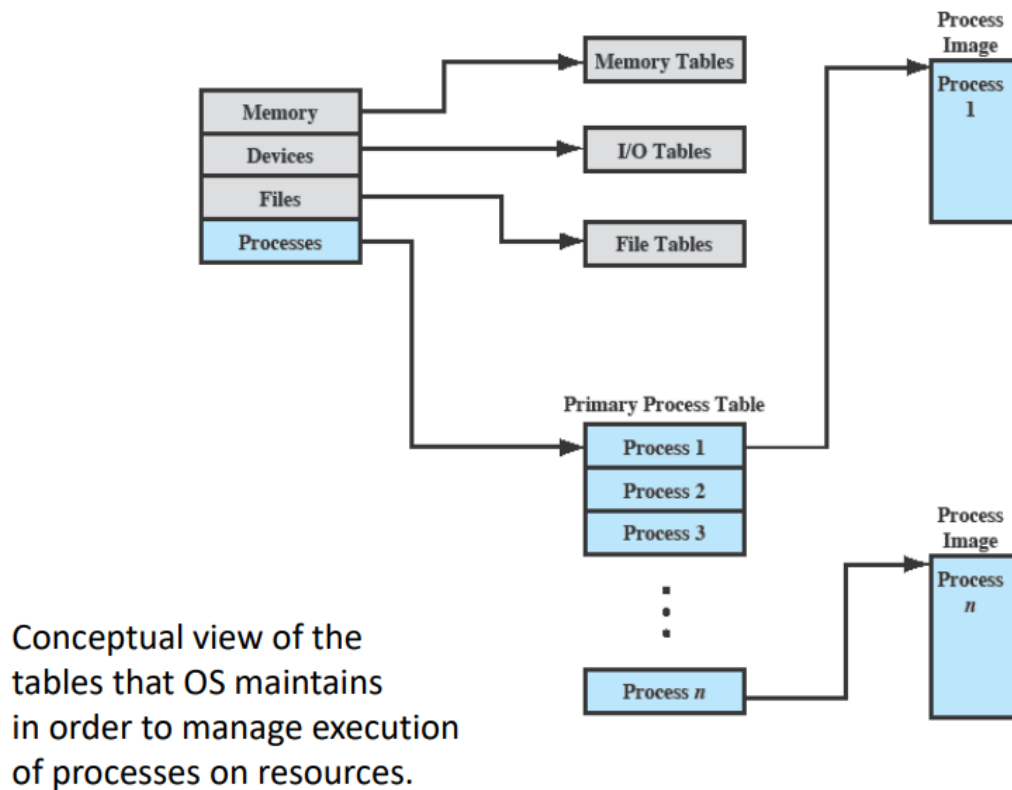 Process
Image
Process
1
Memory Tables
Memory
Devices
I/O Tables
Files
Processes
File Tables
Primary Process Table
Process 1
Process 2
Process 3
Process
Image
Process
n
Process n
Conceptual view of the
tables that OS maintains
in order to manage execution
of processes on resources.